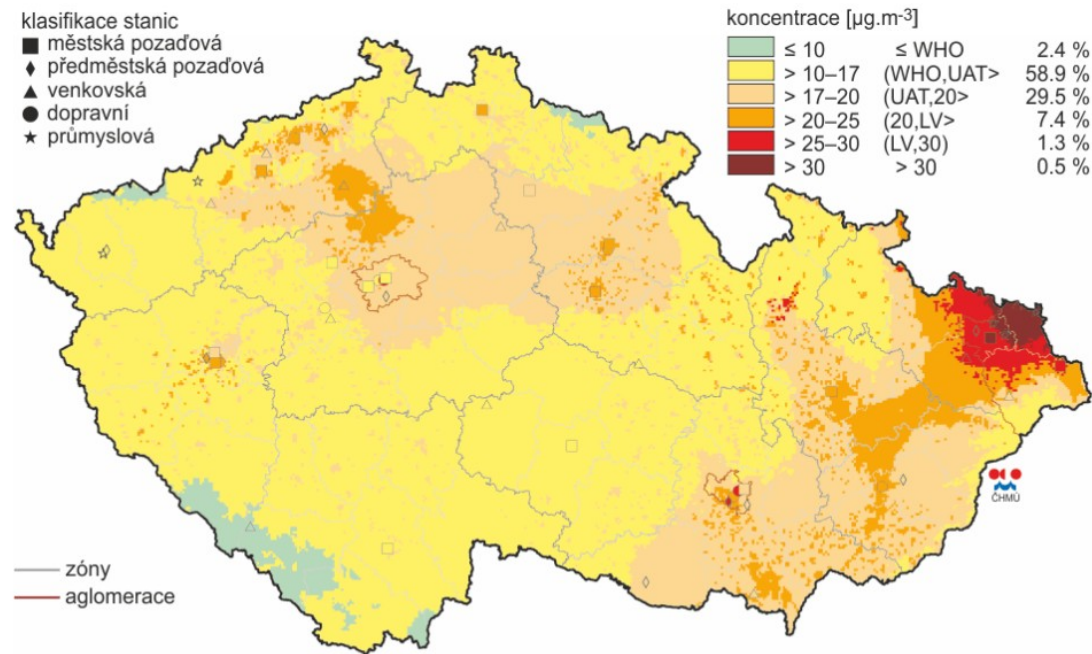 klasifikace stanic
městská pozaďová
předměstská pozaďová
venkovská
dopravní
průmyslová
koncentrace [µg.m-3]
≤ 10 ≤ WHO 2.4 %
> 10–17 (WHO,UAT> 58.9 %
> 17–20 (UAT,20> 29.5 %
> 20–25 (20,LV> 7.4 %
> 25–30 (LV,30) 1.3 %
> 30 > 30 0.5 %
ČHMÚ
zóny
aglomerace